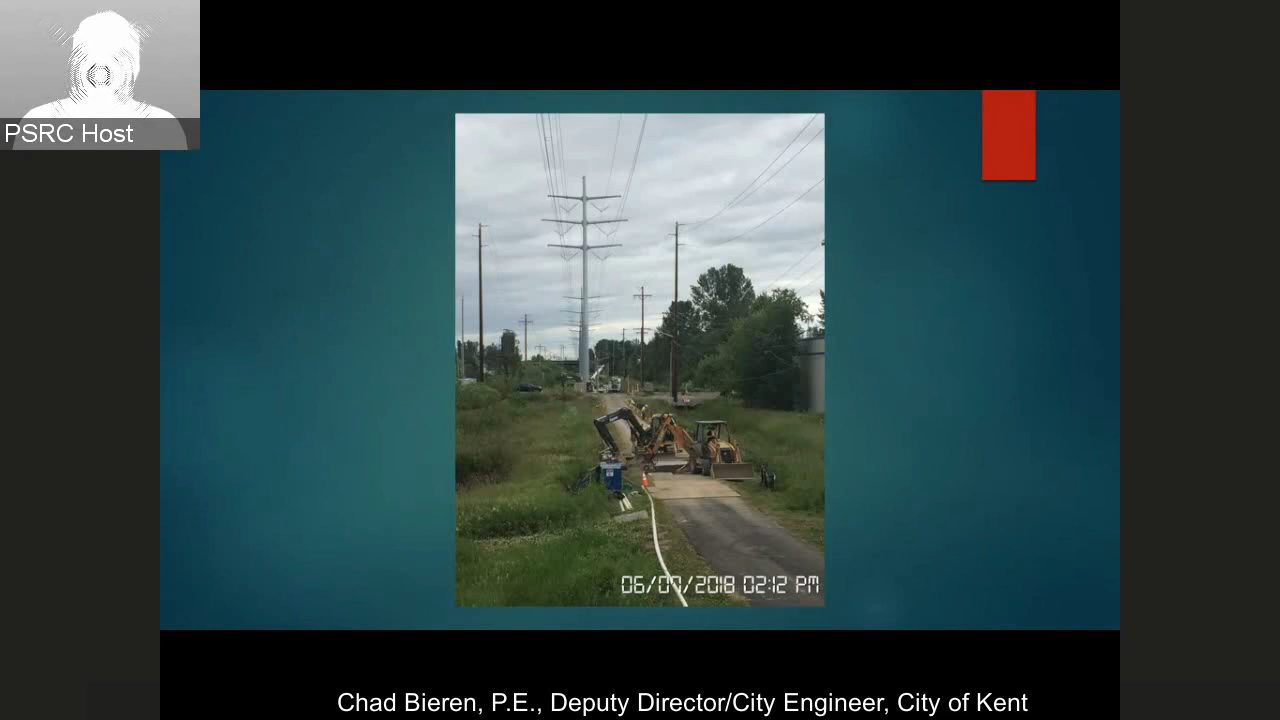 PSRC Host
06/07/2018 02:12 PM
Chad Bieren, P.E., Deputy Director/City Engineer, City of Kent